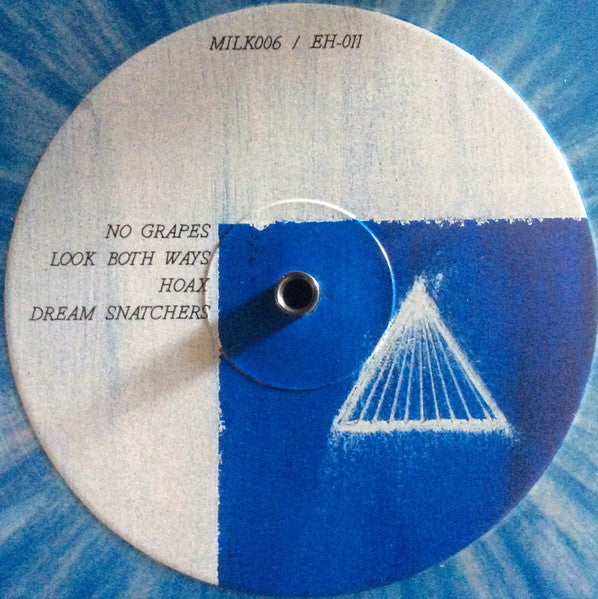 MILK006 / EH-011
NO GRAPES
LOOK BOTH WAYS
HOAX
DREAM SNATCHERS